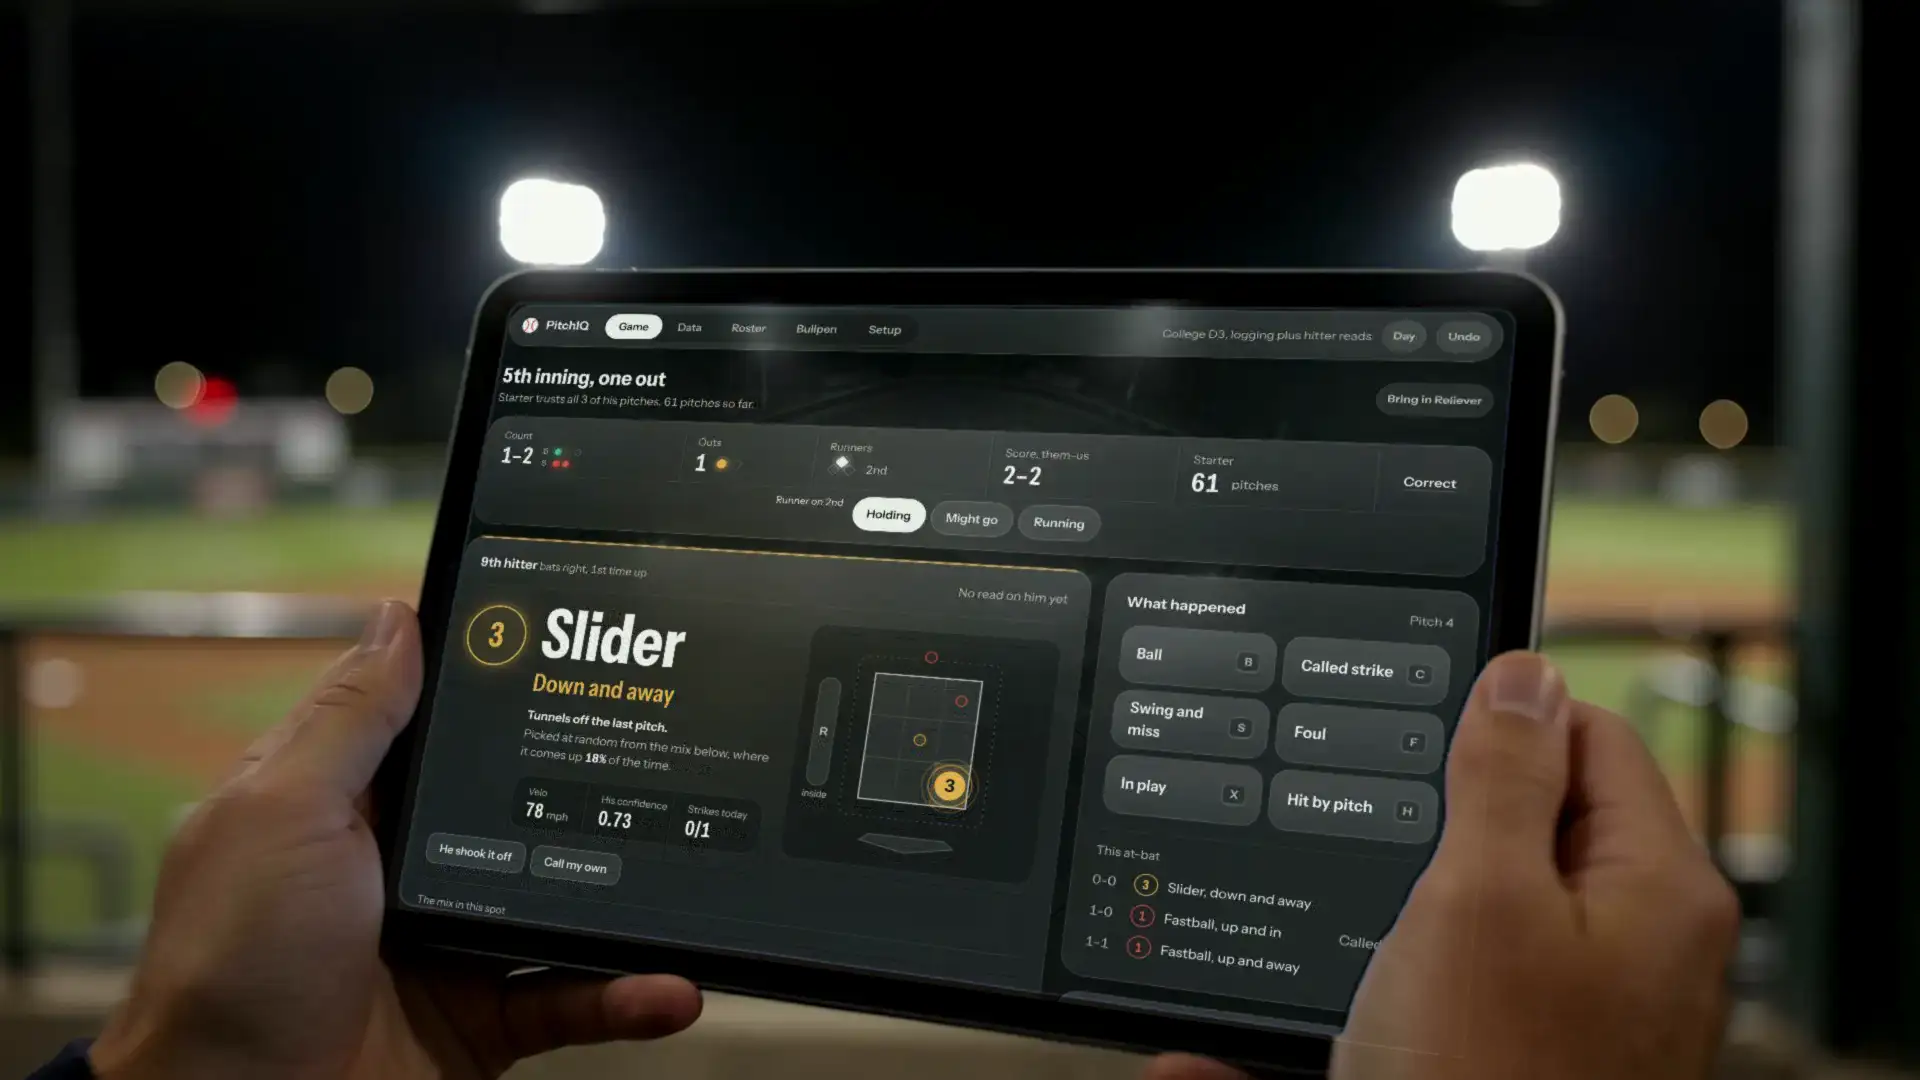 PitchIQ Game Data Roster Bullpen Setup College D3, logging plus hitter reads Day Undo
5th inning, one out
Starter trusts all 3 of his pitches. 61 pitches so far.
Bring in Reliever
Count
1-2
Outs
1
Runners
2nd
Score, them-us
2-2
Starter
61 pitches
Correct
Runner on 2nd Holding Might go Running
9th hitter bats right, 1st time up
No read on him yet
3 Slider
Down and away
Tunnels off the last pitch.
Picked at random from the mix below, where
it comes up 18% of the time.
Velo
78 mph
His confidence
0.73
Strikes today
0/1
He shook it off Call my own
The mix in this spot
R
Inside
3
What happened
Pitch 4
Ball B
Called strike C
Swing and
miss S
Foul F
In play X
Hit by pitch H
This at-bat
0-0 3 Slider, down and away
1-0 1 Fastball, up and in
Called
1-1 1 Fastball, up and away